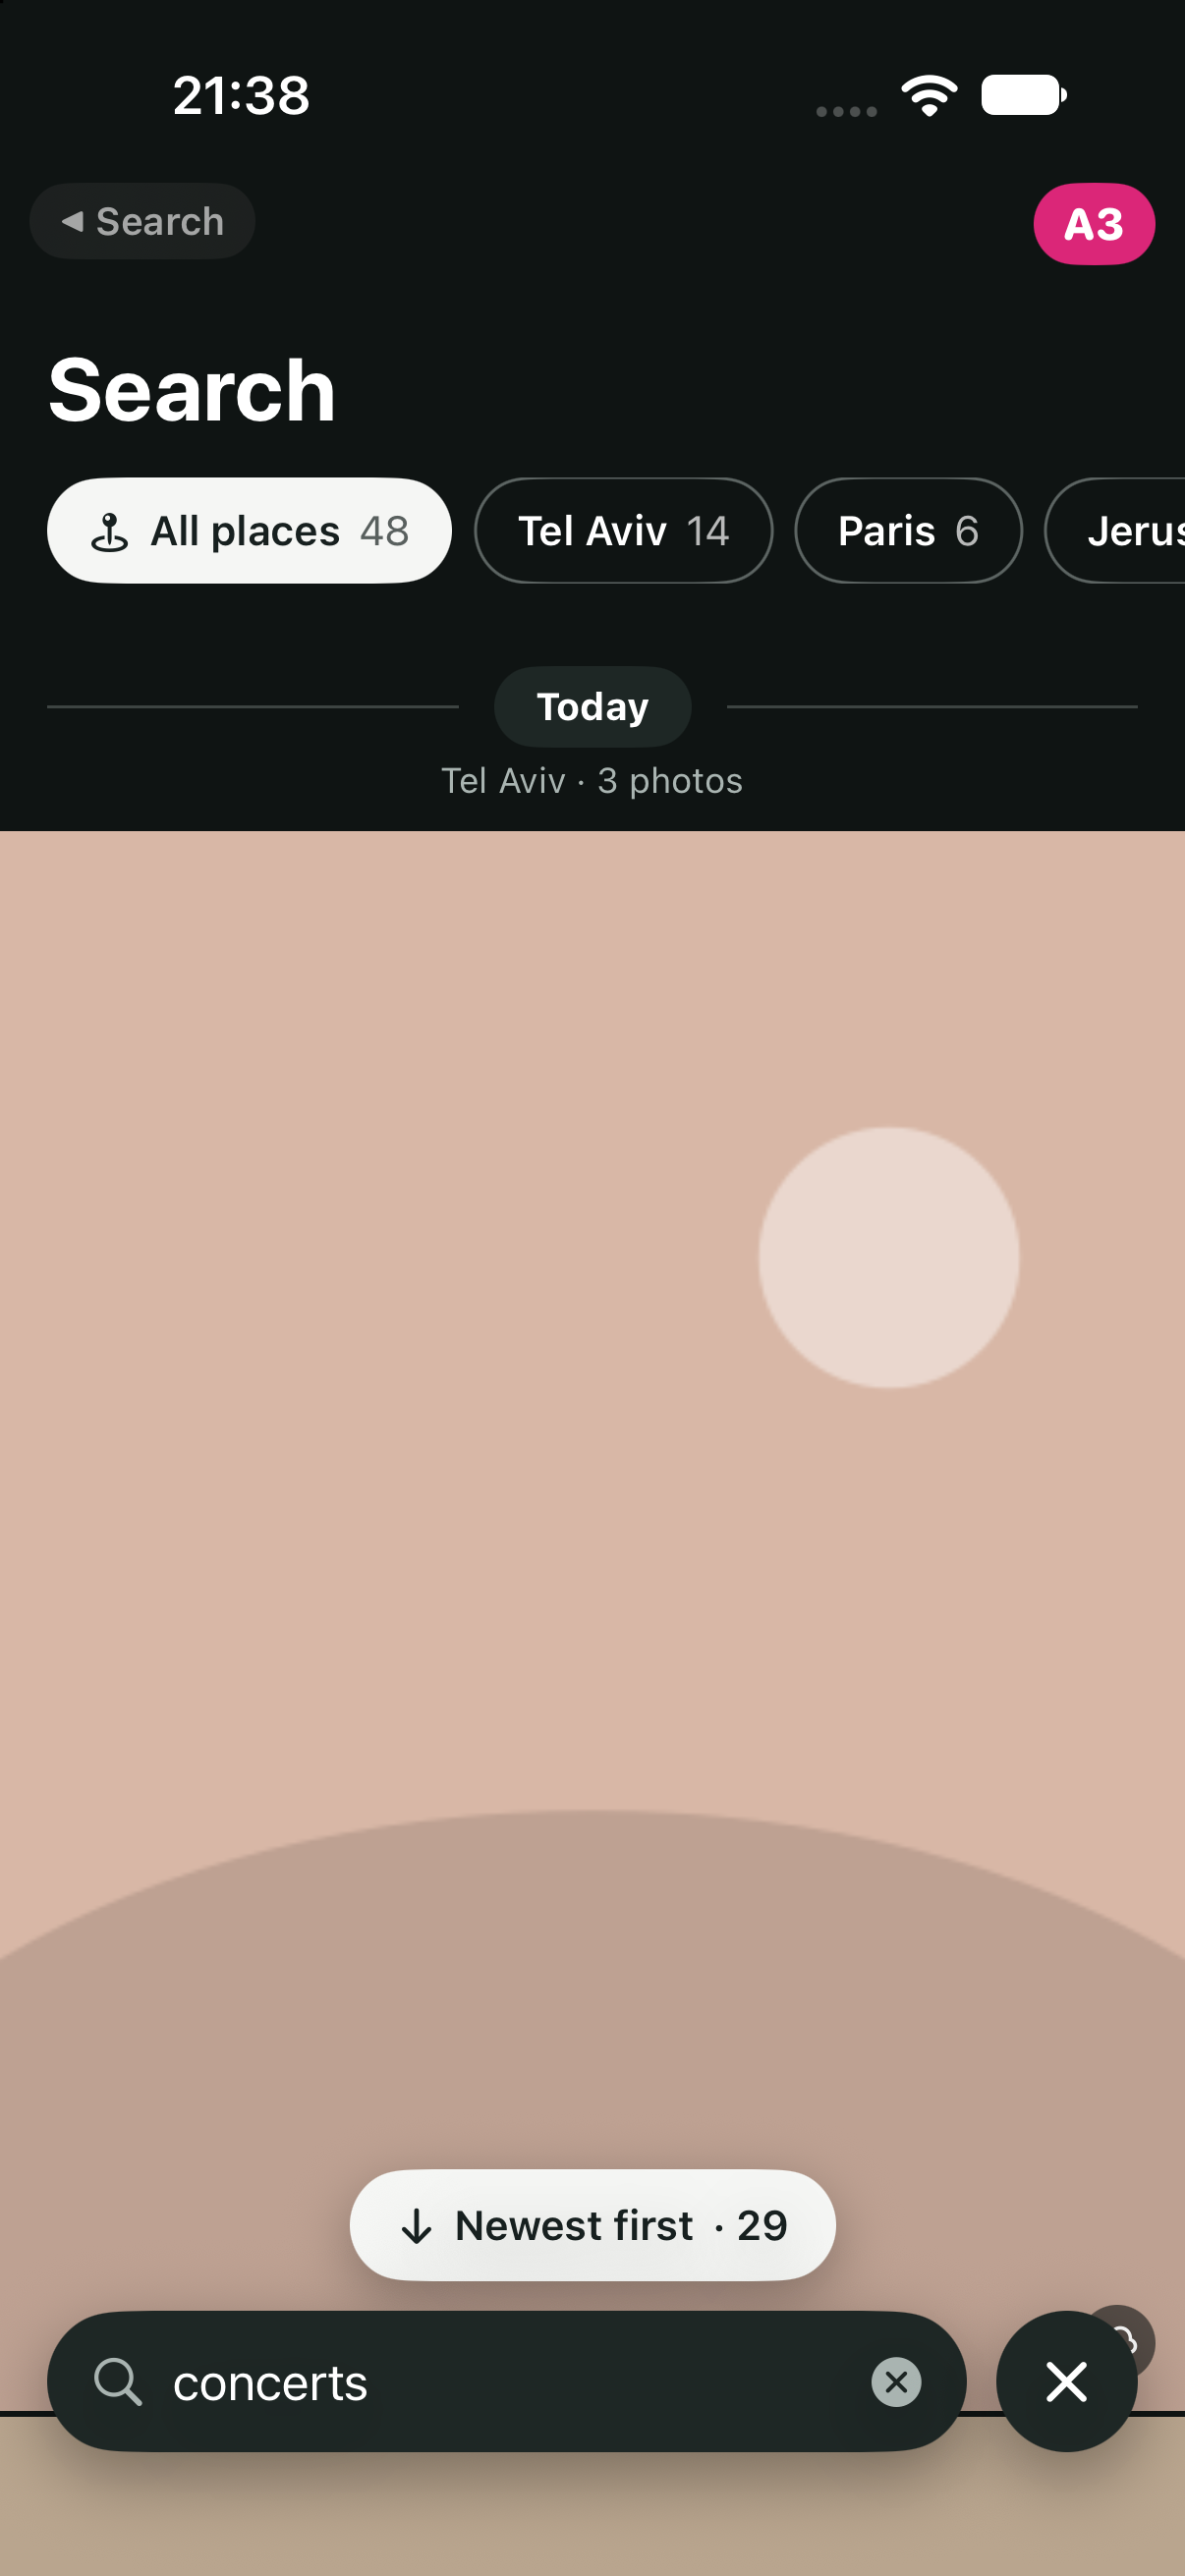 21:38
◀ Search
A3
Search
All places 48
Tel Aviv 14
Paris 6
Today
Tel Aviv · 3 photos
Newest first · 29
concerts